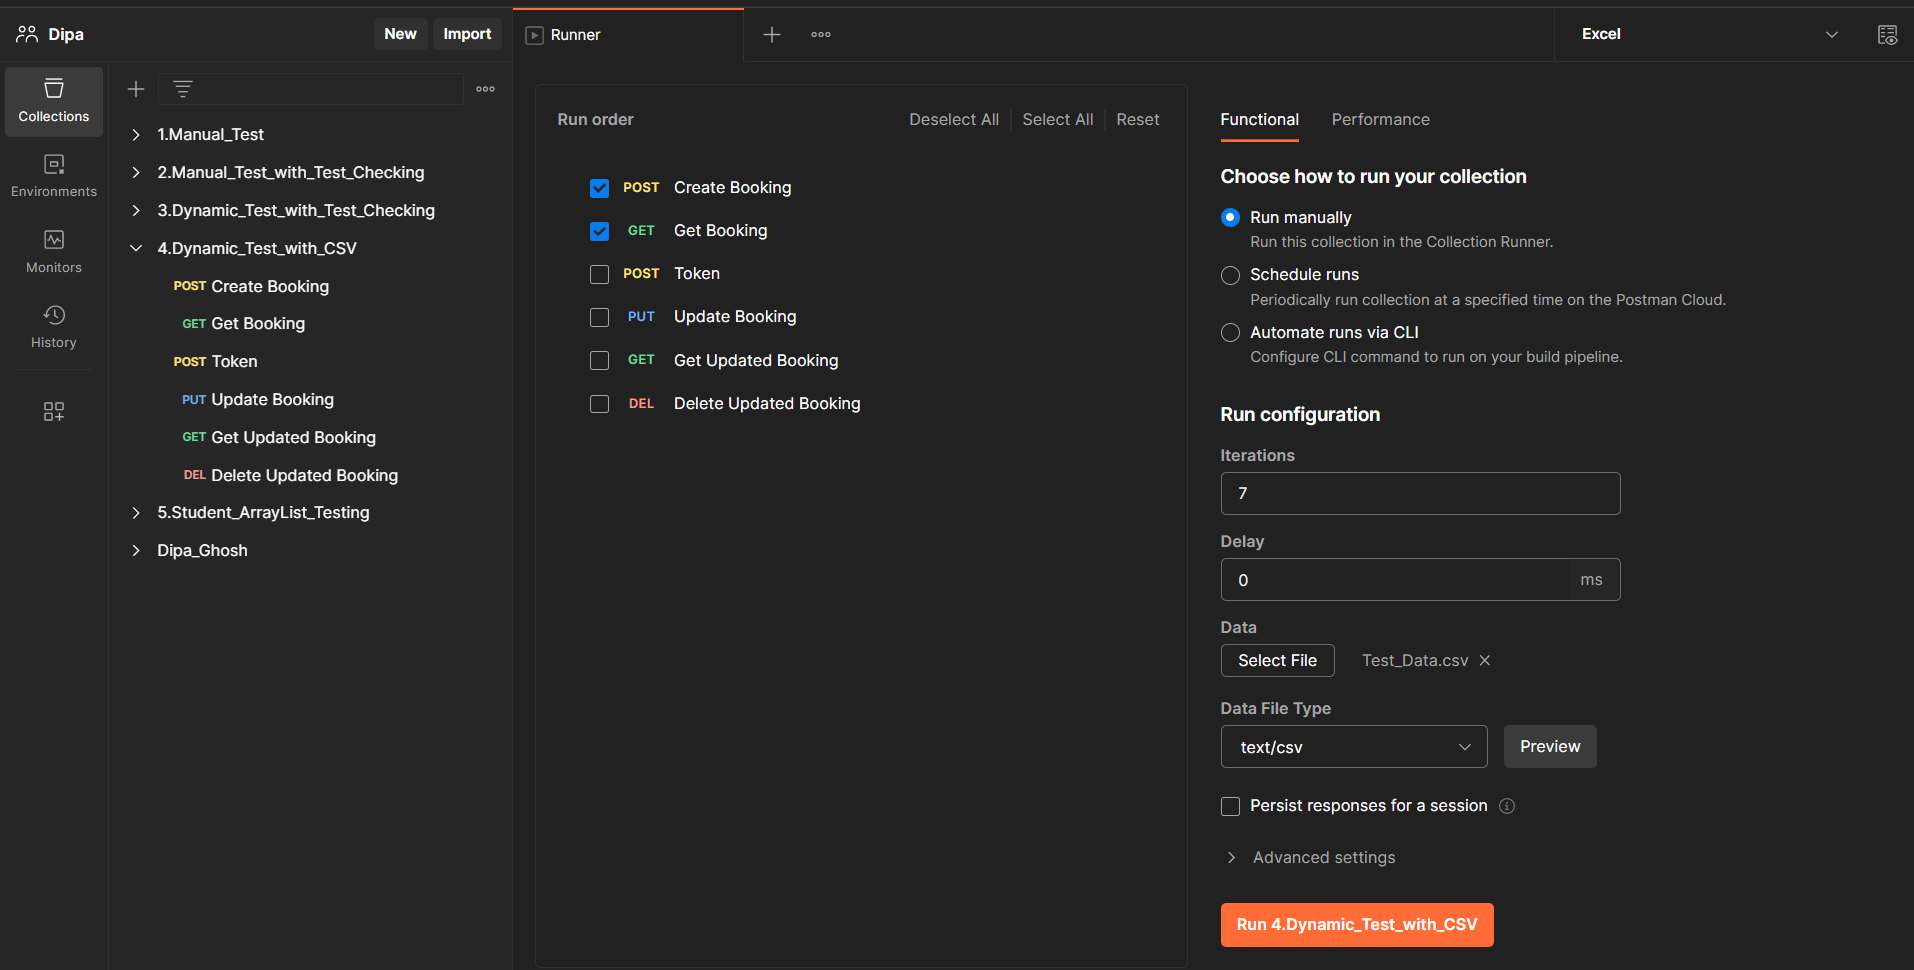 Dipa
New
Import
Runner
Excel
Collections
Environments
Monitors
History
1.Manual_Test
2.Manual_Test_with_Test_Checking
3.Dynamic_Test_with_Test_Checking
4.Dynamic_Test_with_CSV
POST Create Booking
GET Get Booking
POST Token
PUT Update Booking
GET Get Updated Booking
DEL Delete Updated Booking
5.Student_ArrayList_Testing
Dipa_Ghosh
Run order
Deselect All
Select All
Reset
POST Create Booking
GET Get Booking
POST Token
PUT Update Booking
GET Get Updated Booking
DEL Delete Updated Booking
Functional
Performance
Choose how to run your collection
Run manually
Run this collection in the Collection Runner.
Schedule runs
Periodically run collection at a specified time on the Postman Cloud.
Automate runs via CLI
Configure CLI command to run on your build pipeline.
Run configuration
Iterations
7
Delay
0 ms
Data
Select File
Test_Data.csv
Data File Type
text/csv
Preview
Persist responses for a session
Advanced settings
Run 4.Dynamic_Test_with_CSV